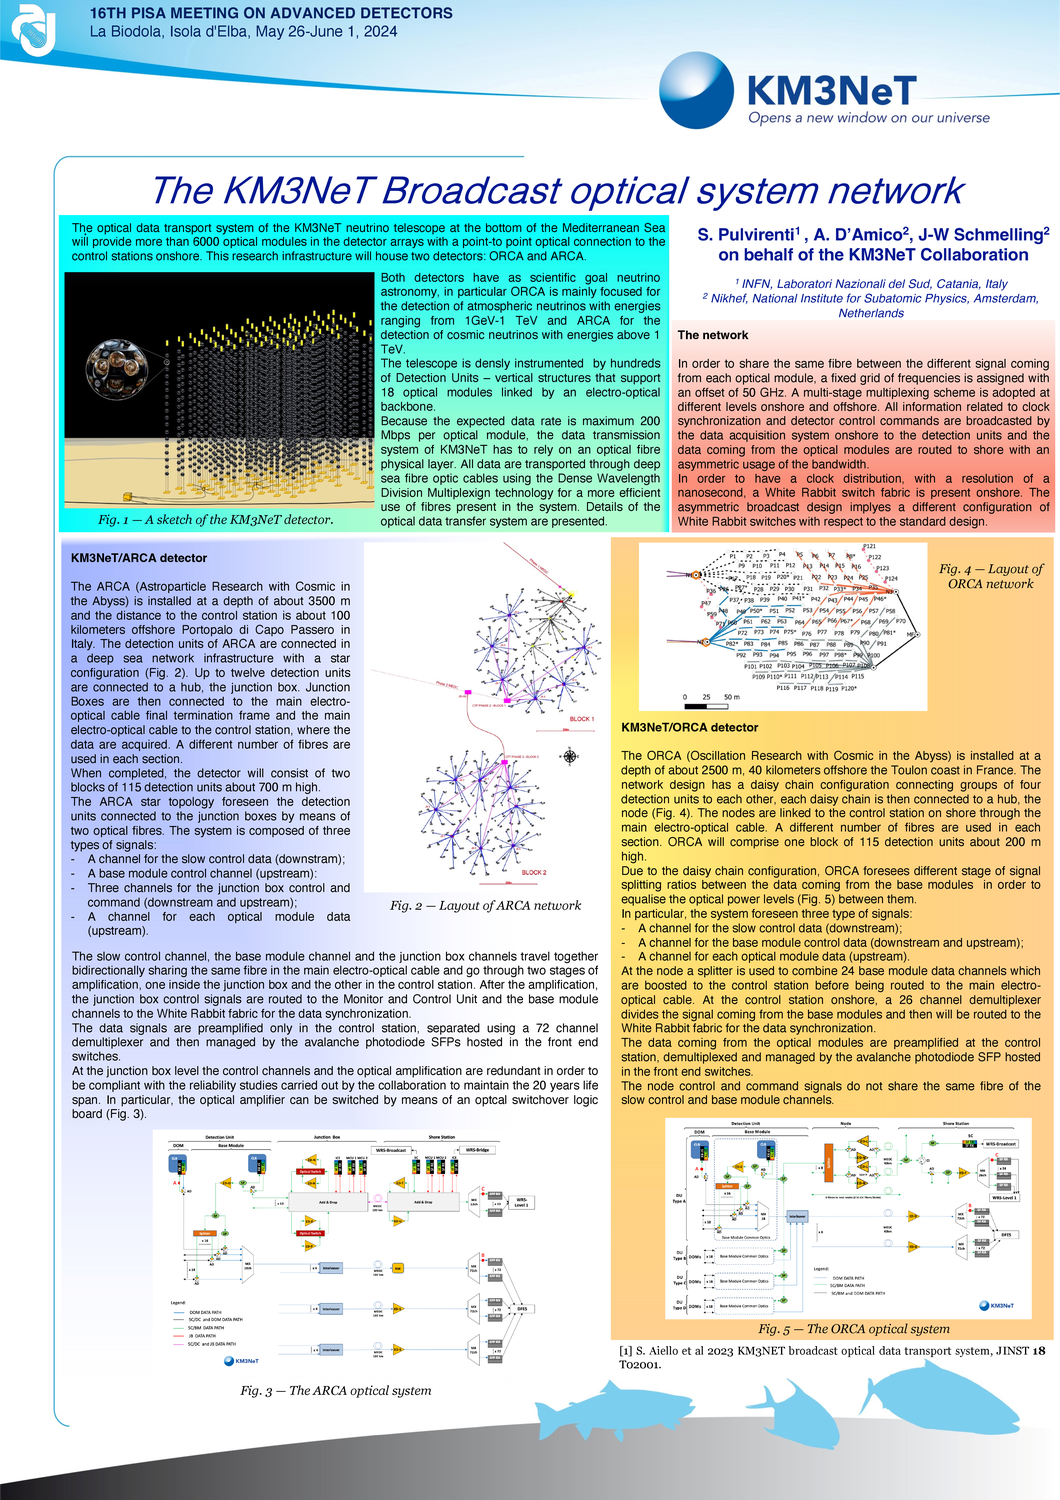 16TH PISA MEETING ON ADVANCED DETECTORS
La Biodola, Isola d'Elba, May 26-June 1, 2024
KM3NeT
Opens a new window on our universe
The KM3NeT Broadcast optical system network
The optical data transport system of the KM3NeT neutrino telescope at the bottom of the Mediterranean Sea
will provide more than 6000 optical modules in the detector arrays with a point-to point optical connection to the
control stations onshore. This research infrastructure will house two detectors: ORCA and ARCA.
Both detectors have as scientific goal neutrino
astronomy, in particular ORCA is mainly focused for
the detection of atmospheric neutrinos with energies
ranging from 1GeV-1 TeV and ARCA for the
detection of cosmic neutrinos with energies above 1
TeV.
The telescope is densly instrumented by hundreds
of Detection Units – vertical structures that support
18 optical modules linked by an electro-optical
backbone.
Because the expected data rate is maximum 200
Mbps per optical module, the data transmission
system of KM3NeT has to rely on an optical fibre
physical layer. All data are transported through deep
sea fibre optic cables using the Dense Wavelength
Division Multiplexign technology for a more efficient
use of fibres present in the system. Details of the
optical data transfer system are presented.
Fig. 1 — A sketch of the KM3NeT detector.
S. Pulvirenti1 , A. D'Amico2, J-W Schmelling2
on behalf of the KM3NeT Collaboration
1 INFN, Laboratori Nazionali del Sud, Catania, Italy
2 Nikhef, National Institute for Subatomic Physics, Amsterdam,
Netherlands
The network
In order to share the same fibre between the different signal coming
from each optical module, a fixed grid of frequencies is assigned with
an offset of 50 GHz. A multi-stage multiplexing scheme is adopted at
different levels onshore and offshore. All information related to clock
synchronization and detector control commands are broadcasted by
the data acquisition system onshore to the detection units and the
data coming from the optical modules are routed to shore with an
asymmetric usage of the bandwidth.
In order to have a clock distribution, with a resolution of a
nanosecond, a White Rabbit switch fabric is present onshore. The
asymmetric broadcast design implyes a different configuration of
White Rabbit switches with respect to the standard design.
KM3NeT/ARCA detector
The ARCA (Astroparticle Research with Cosmic in
the Abyss) is installed at a depth of about 3500 m
and the distance to the control station is about 100
kilometers offshore Portopalo di Capo Passero in
Italy. The detection units of ARCA are connected in
a deep sea network infrastructure with a star
configuration (Fig. 2). Up to twelve detection units
are connected to a hub, the junction box. Junction
Boxes are then connected to the main electro-
optical cable final termination frame and the main
electro-optical cable to the control station, where the
data are acquired. A different number of fibres are
used in each section.
When completed, the detector will consist of two
blocks of 115 detection units about 700 m high.
The ARCA star topology foreseen the detection
units connected to the junction boxes by means of
two optical fibres. The system is composed of three
types of signals:
- A channel for the slow control data (downstram);
- A base module control channel (upstream):
- Three channels for the junction box control and
command (downstream and upstream);
- A channel for each optical module data
(upstream).
BLOCK 1
BLOCK 2
Fig. 2 — Layout of ARCA network
The slow control channel, the base module channel and the junction box channels travel together
bidirectionally sharing the same fibre in the main electro-optical cable and go through two stages of
amplification, one inside the junction box and the other in the control station. After the amplification,
the junction box control signals are routed to the Monitor and Control Unit and the base module
channels to the White Rabbit fabric for the data synchronization.
The data signals are preamplified only in the control station, separated using a 72 channel
demultiplexer and then managed by the avalanche photodiode SFPs hosted in the front end
switches.
At the junction box level the control channels and the optical amplification are redundant in order to
be compliant with the reliability studies carried out by the collaboration to maintain the 20 years life
span. In particular, the optical amplifier can be switched by means of an optcal switchover logic
board (Fig. 3).
Detection Unit
Junction Box
Shore Station
DOM
Base Module
WRS-Broadcast
WRS-Bridge
Optical Switch
Add & Drop
Add & Drop
Optical Switch
WRS-
Level 1
Splitter
Interleaver
Interleaver
Interleaver
DFES
Legend:
DOM DATA PATH
SC/DC and DOM DATA PATH
SC/BM DATA PATH
JB DATA PATH
SC/DC and JB DATA PATH
KM3NeT
Fig. 3 — The ARCA optical system
Fig. 4 — Layout of
ORCA network
0 25 50 m
KM3NeT/ORCA detector
The ORCA (Oscillation Research with Cosmic in the Abyss) is installed at a
depth of about 2500 m, 40 kilometers offshore the Toulon coast in France. The
network design has a daisy chain configuration connecting groups of four
detection units to each other, each daisy chain is then connected to a hub, the
node (Fig. 4). The nodes are linked to the control station on shore through the
main electro-optical cable. A different number of fibres are used in each
section. ORCA will comprise one block of 115 detection units about 200 m
high.
Due to the daisy chain configuration, ORCA foresees different stage of signal
splitting ratios between the data coming from the base modules in order to
equalise the optical power levels (Fig. 5) between them.
In particular, the system foreseen three type of signals:
- A channel for the slow control data (downstream);
- A channel for the base module control data (downstream and upstream);
- A channel for each optical module data (upstream).
At the node a splitter is used to combine 24 base module data channels which
are boosted to the control station before being routed to the main electro-
optical cable. At the control station onshore, a 26 channel demultiplexer
divides the signal coming from the base modules and then will be routed to the
White Rabbit fabric for the data synchronization.
The data coming from the optical modules are preamplified at the control
station, demultiplexed and managed by the avalanche photodiode SFP hosted
in the front end switches.
The node control and command signals do not share the same fibre of the
slow control and base module channels.
Detection Unit
Node
Shore Station
DOM
Base Module
WRS-Broadcast
WRS-Level 1
DU
Type A
Interleaver
DFES
Base Module Common Optics
DU
Type B
DOMs
Base Module Common Optics
DU
Type C
DOMs
Base Module Common Optics
DU
Type D
DOMs
Base Module Common Optics
Legend:
DOM DATA PATH
SC/BM DATA PATH
SC/BM and DOM DATA PATH
KM3NeT
Fig. 5 — The ORCA optical system
[1] S. Aiello et al 2023 KM3NET broadcast optical data transport system, JINST 18
T02001.